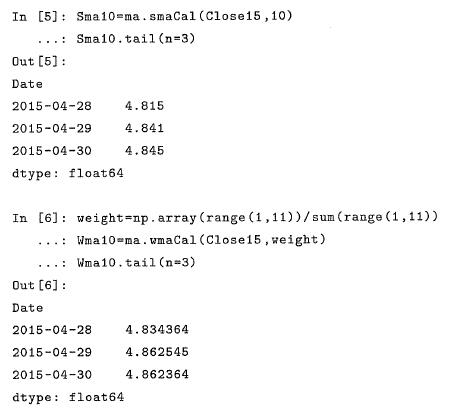 In [5]: Sma10=ma.smaCal(Close15,10)
...: Sma10.tail(n=3)
Out[5]:
Date
2015-04-28 4.815
2015-04-29 4.841
2015-04-30 4.845
dtype: float64
In [6]: weight=np.array(range(1,11))/sum(range(1,11))
...: Wma10=ma.wmaCal(Close15,weight)
...: Wma10.tail(n=3)
Out[6]:
Date
2015-04-28 4.834364
2015-04-29 4.862545
2015-04-30 4.862364
dtype: float64